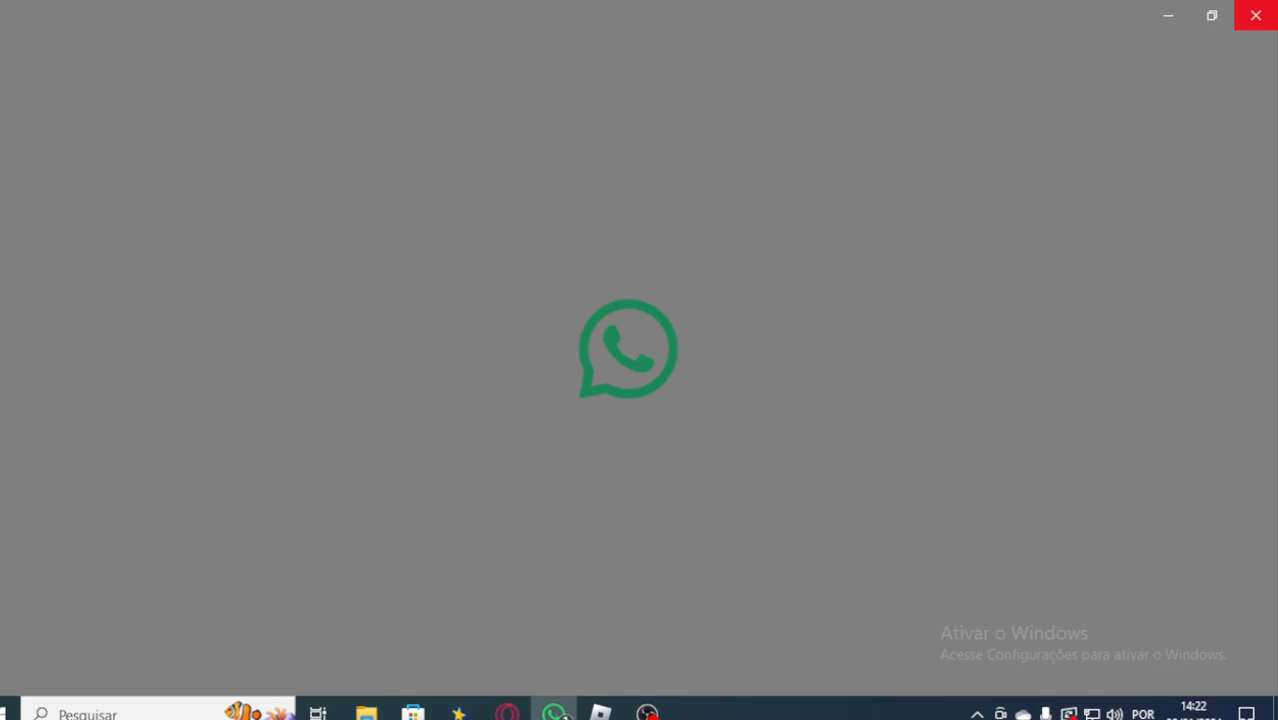 Ativar o Windows
Acesse Configurações para ativar o Windows.
Pesquisar
POR
14:22